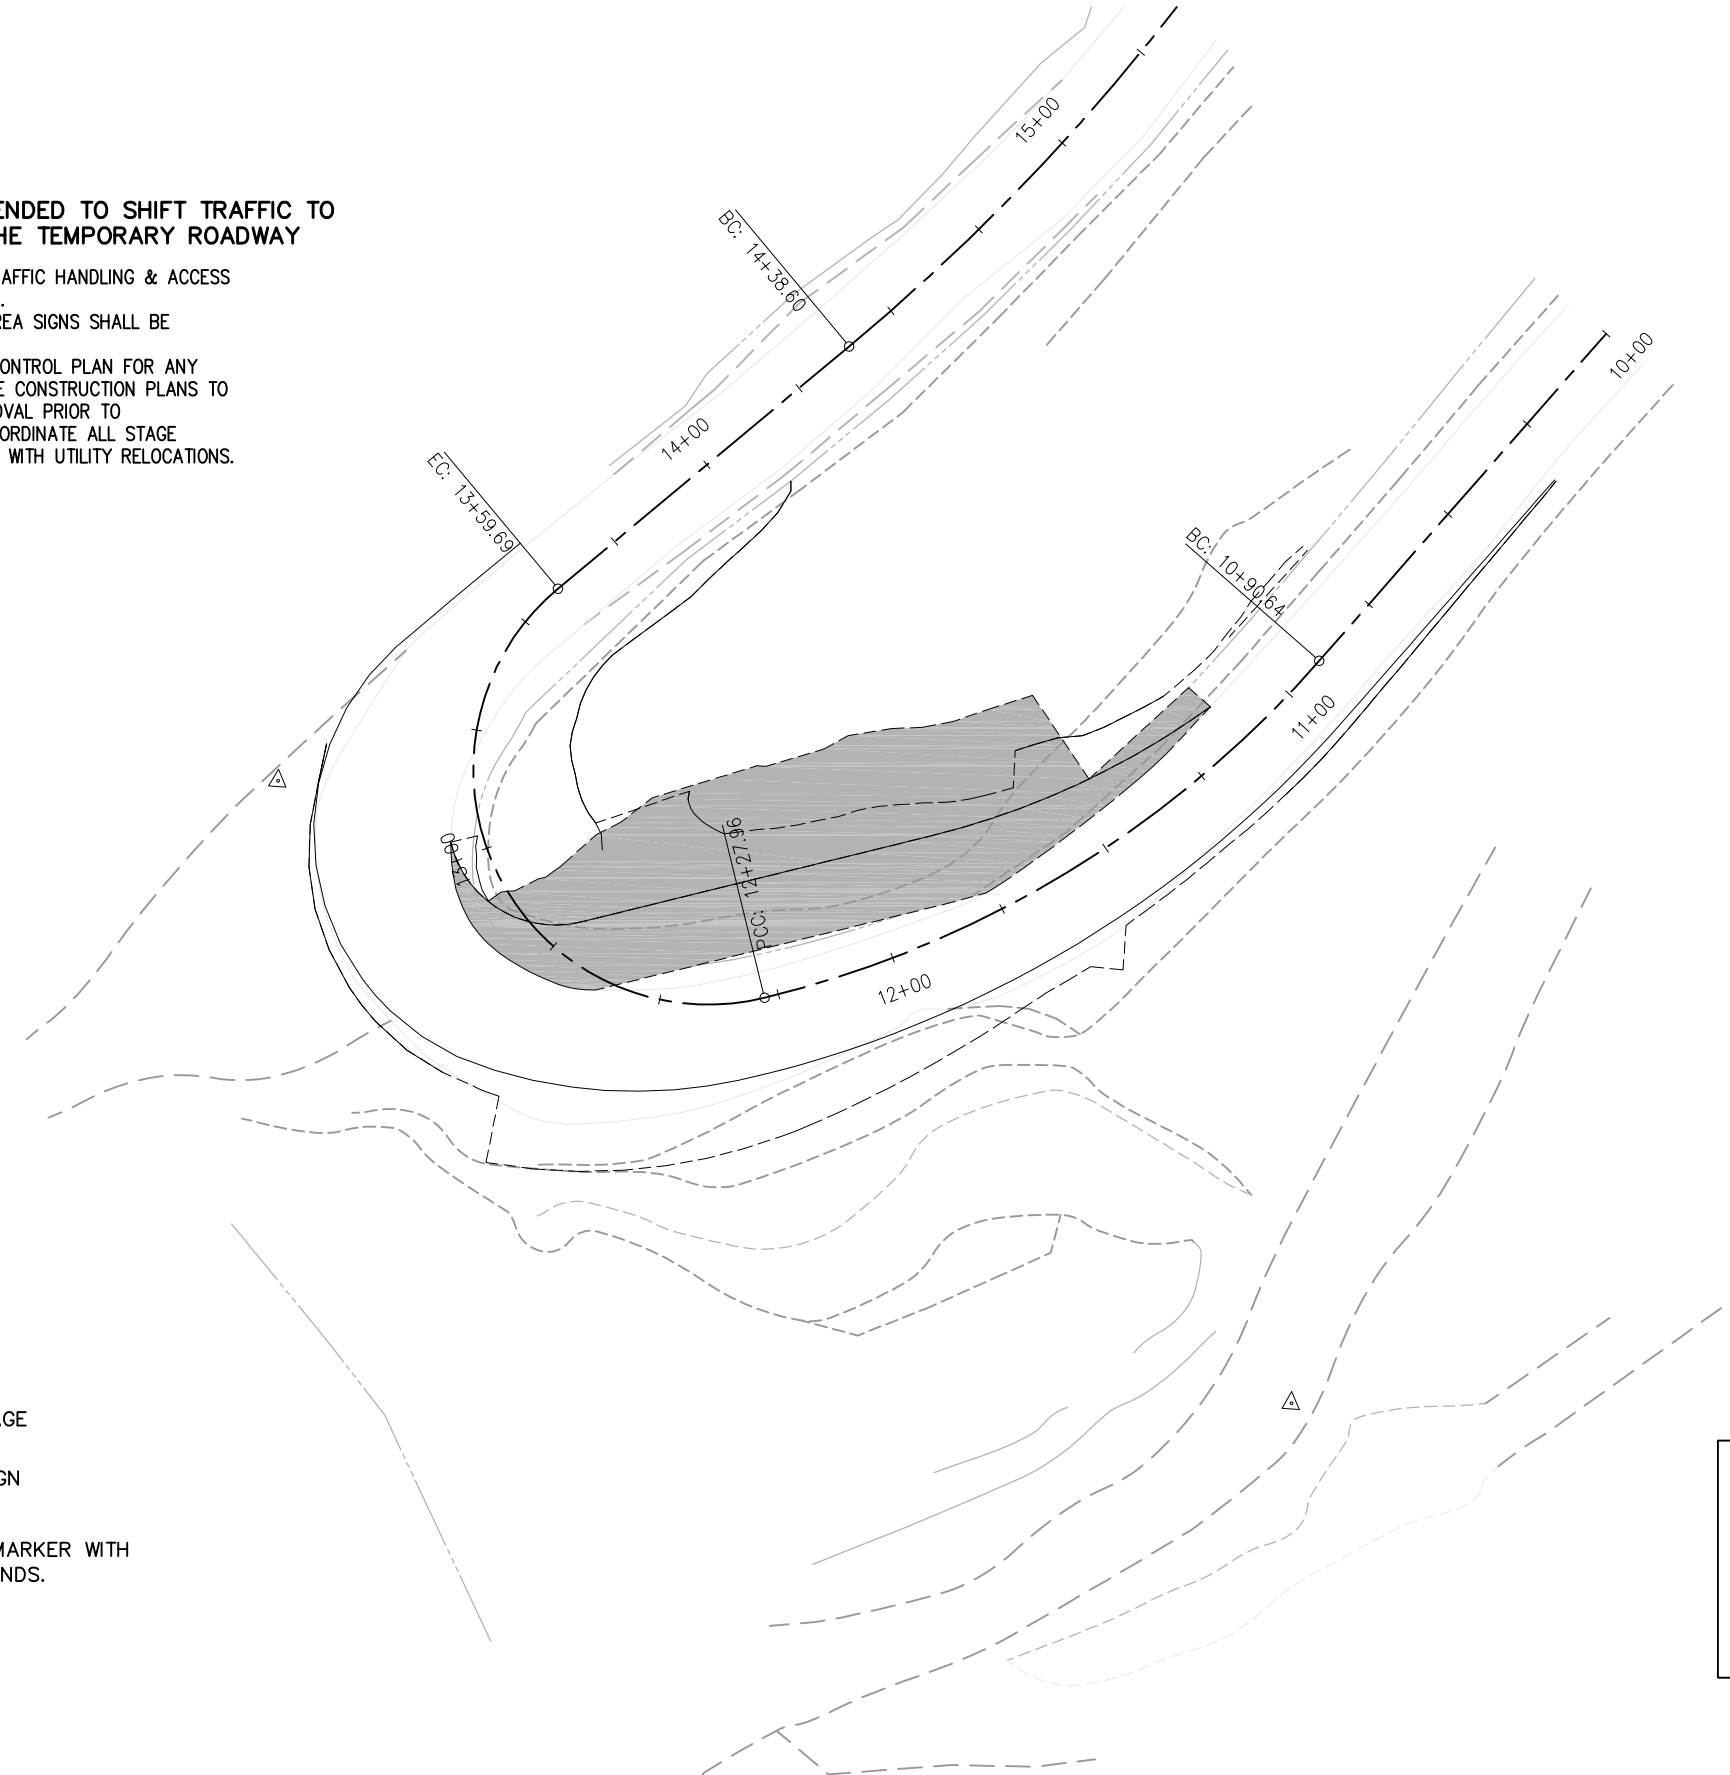 ENDED TO SHIFT TRAFFIC TO
HE TEMPORARY ROADWAY
AFFIC HANDLING & ACCESS
.
REA SIGNS SHALL BE
ONTROL PLAN FOR ANY
E CONSTRUCTION PLANS TO
OVAL PRIOR TO
ORDINATE ALL STAGE
WITH UTILITY RELOCATIONS.
15+00
BC: 14+38.60
14+00
EC: 13+59.69
10+00
BC: 10+90.64
11+00
13+00
PCC: 12+27.96
12+00
AGE
GN
MARKER WITH
NDS.